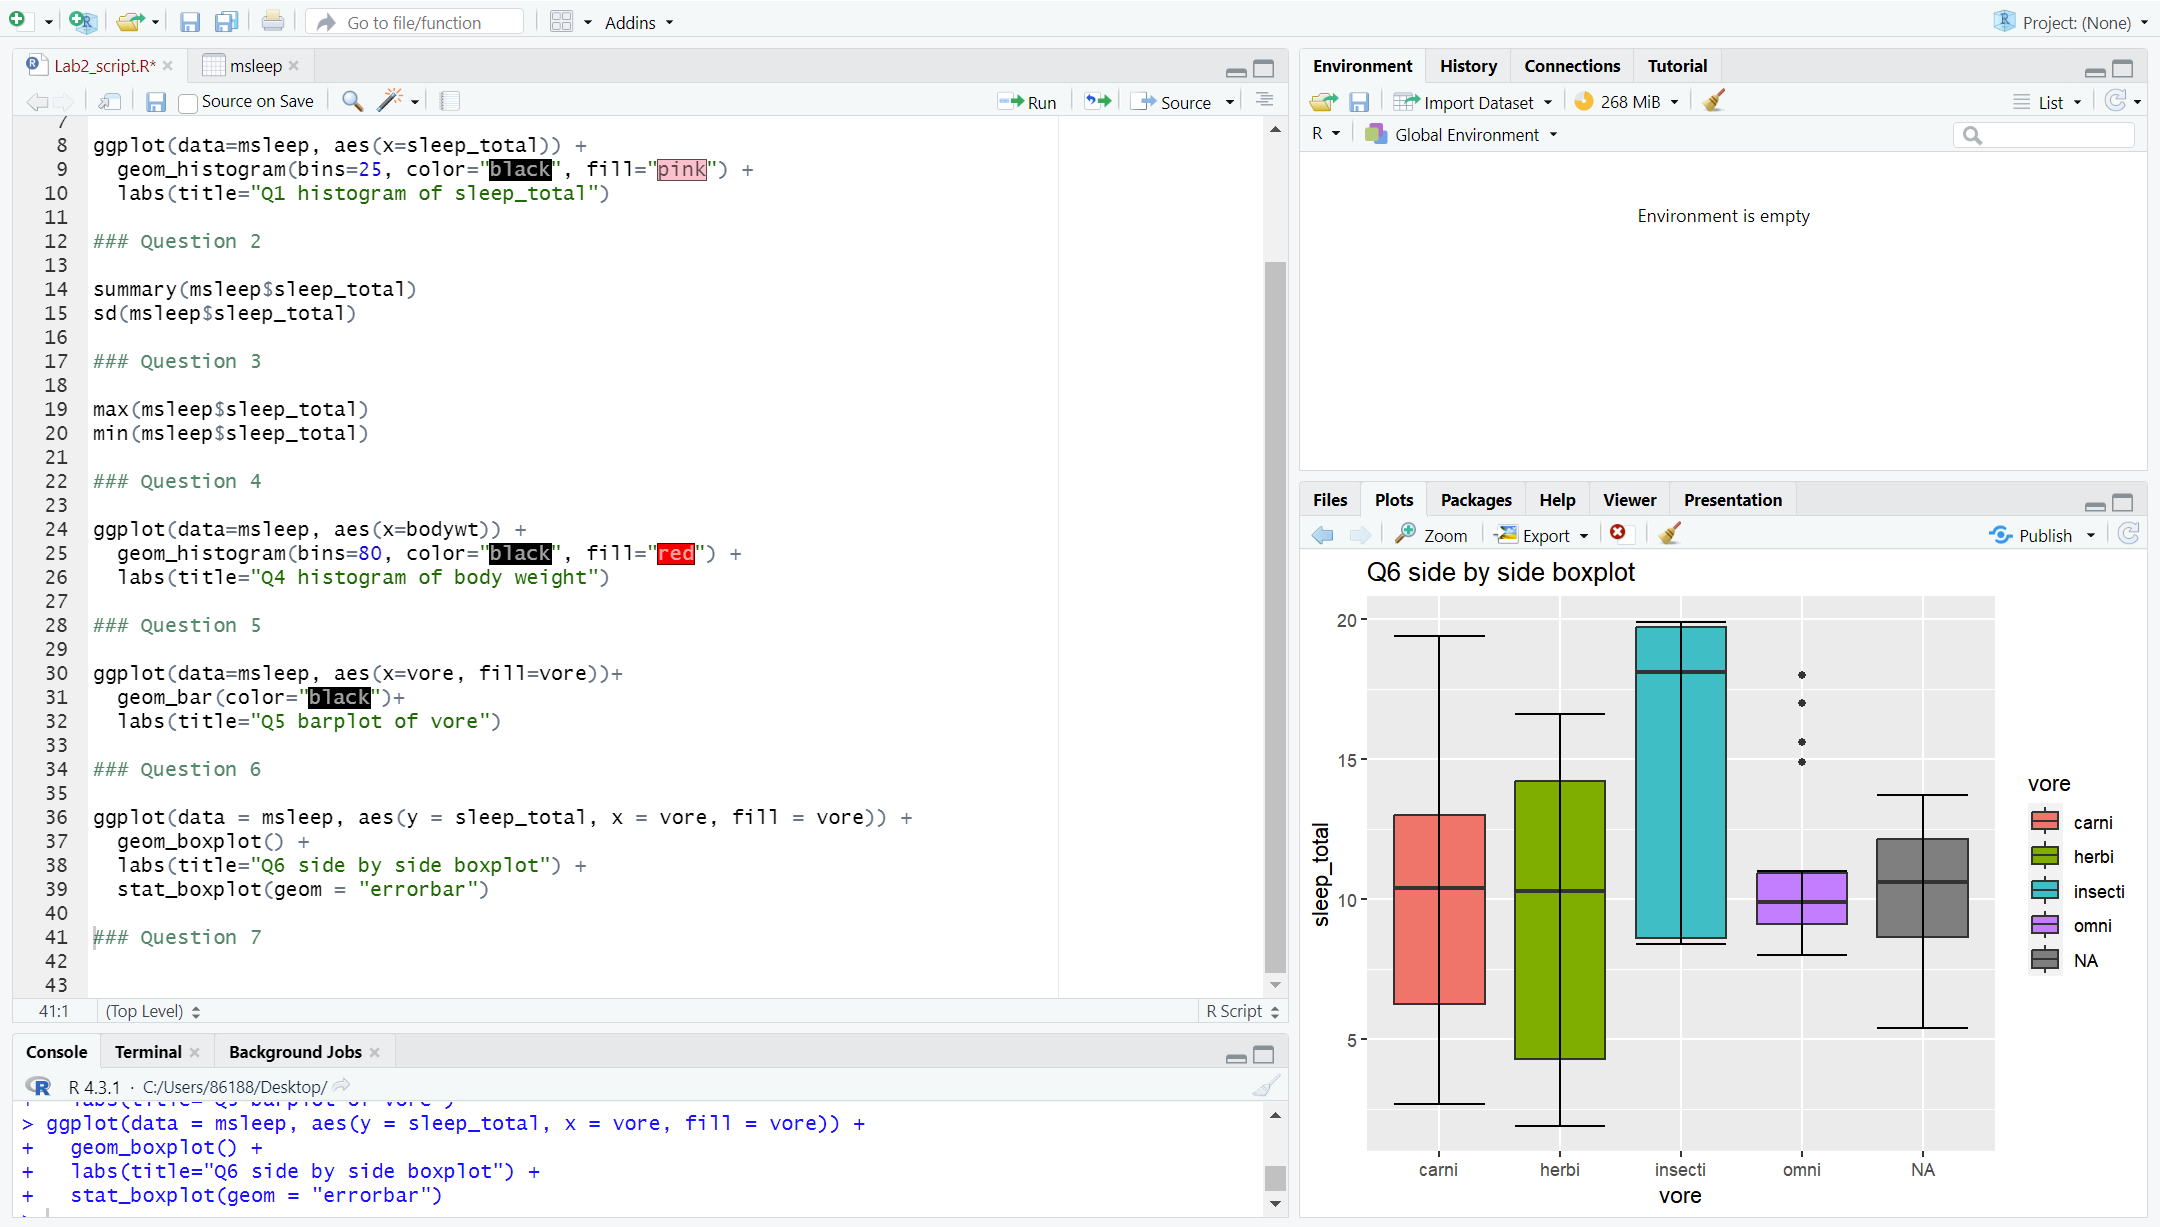 Go to file/function
Addins
Project: (None)
Lab2_script.R*
msleep
Source on Save
Run
Source
7
8 ggplot(data=msleep, aes(x=sleep_total)) +
9 geom_histogram(bins=25, color="black", fill="pink") +
10 labs(title="Q1 histogram of sleep_total")
11
12 ### Question 2
13
14 summary(msleep$sleep_total)
15 sd(msleep$sleep_total)
16
17 ### Question 3
18
19 max(msleep$sleep_total)
20 min(msleep$sleep_total)
21
22 ### Question 4
23
24 ggplot(data=msleep, aes(x=bodywt)) +
25 geom_histogram(bins=80, color="black", fill="red") +
26 labs(title="Q4 histogram of body weight")
27
28 ### Question 5
29
30 ggplot(data=msleep, aes(x=vore, fill=vore))+
31 geom_bar(color="black")+
32 labs(title="Q5 barplot of vore")
33
34 ### Question 6
35
36 ggplot(data = msleep, aes(y = sleep_total, x = vore, fill = vore)) +
37 geom_boxplot() +
38 labs(title="Q6 side by side boxplot") +
39 stat_boxplot(geom = "errorbar")
40
41 ### Question 7
42
43
41:1 (Top Level) R Script
Console Terminal Background Jobs
R 4.3.1 · C:/Users/86188/Desktop/
+ labs(title="Q5 barplot of vore")
> ggplot(data = msleep, aes(y = sleep_total, x = vore, fill = vore)) +
+ geom_boxplot() +
+ labs(title="Q6 side by side boxplot") +
+ stat_boxplot(geom = "errorbar")
>
Environment History Connections Tutorial
Import Dataset 268 MiB List
R Global Environment
Environment is empty
Files Plots Packages Help Viewer Presentation
Zoom Export Publish
Q6 side by side boxplot
20
15
10
5
sleep_total
carni herbi insecti omni NA
vore
vore
carni
herbi
insecti
omni
NA